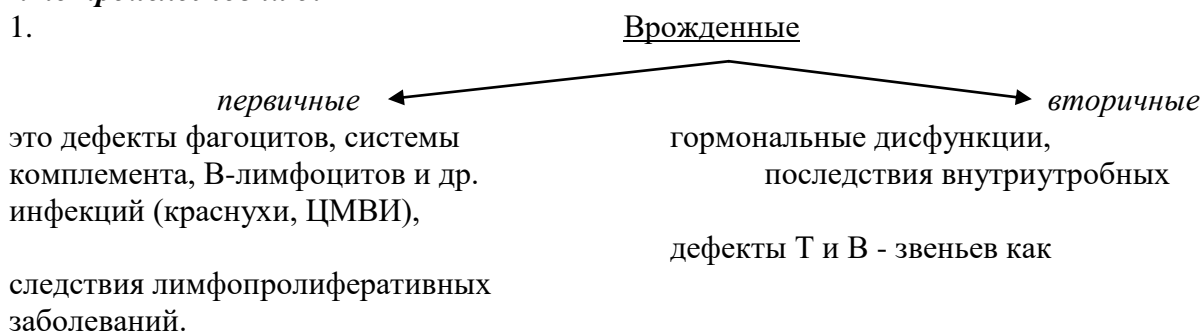 1. Врожденные
первичные вторичные
это дефекты фагоцитов, системы гормональные дисфункции,
комплемента, В-лимфоцитов и др. последствия внутриутробных
инфекций (краснухи, ЦМВИ),
дефекты Т и В - звеньев как
следствия лимфопролиферативных
заболеваний.